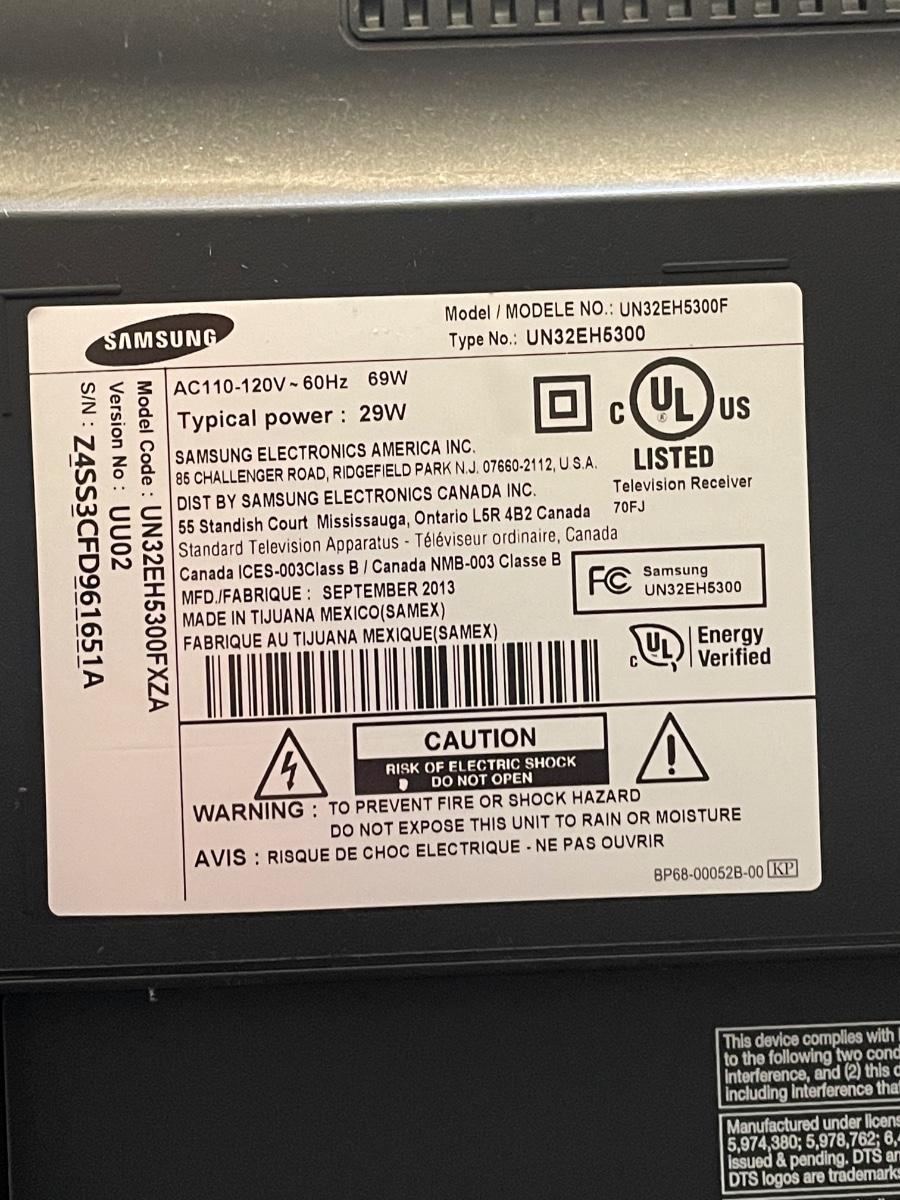 SAMSUNG
Model / MODELE NO.: UN32EH5300F
Type No.: UN32EH5300
Model Code : UN32EH5300FXZA
Version No : UU02
S/N : Z4SS3CFD961651A
AC110-120V ~ 60Hz 69W
Typical power : 29W
C UL ® US
LISTED
Television Receiver
70FJ
SAMSUNG ELECTRONICS AMERICA INC.
85 CHALLENGER ROAD, RIDGEFIELD PARK N.J. 07660-2112, U.S.A.
DIST BY SAMSUNG ELECTRONICS CANADA INC.
55 Standish Court Mississauga, Ontario L5R 4B2 Canada
Standard Television Apparatus - Téléviseur ordinaire, Canada
Canada ICES-003Class B / Canada NMB-003 Classe B
MFD./FABRIQUE : SEPTEMBER 2013
MADE IN TIJUANA MEXICO(SAMEX)
FABRIQUE AU TIJUANA MEXIQUE(SAMEX)
FC Samsung
UN32EH5300
C UL Energy
Verified
CAUTION
RISK OF ELECTRIC SHOCK
DO NOT OPEN
WARNING : TO PREVENT FIRE OR SHOCK HAZARD
DO NOT EXPOSE THIS UNIT TO RAIN OR MOISTURE
AVIS : RISQUE DE CHOC ELECTRIQUE - NE PAS OUVRIR
BP68-00052B-00 KP
This device complies with
to the following two cond
interference, and (2) this
including interference tha
Manufactured under licens
5,974,380; 5,978,762; 6,
issued & pending. DTS an
DTS logos are trademark